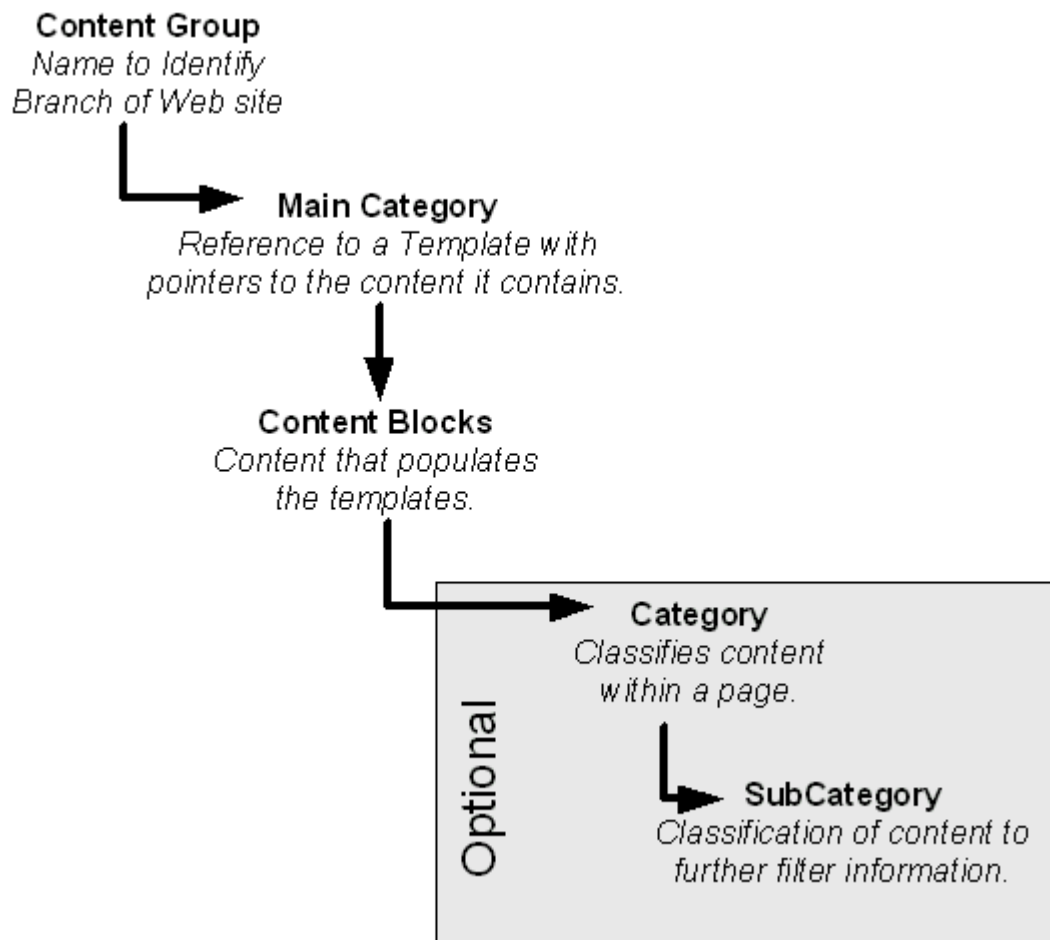 Content Group
Name to Identify
Branch of Web site
Main Category
Reference to a Template with
pointers to the content it contains.
Content Blocks
Content that populates
the templates.
Category
Classifies content
within a page.
Optional
SubCategory
Classification of content to
further filter information.